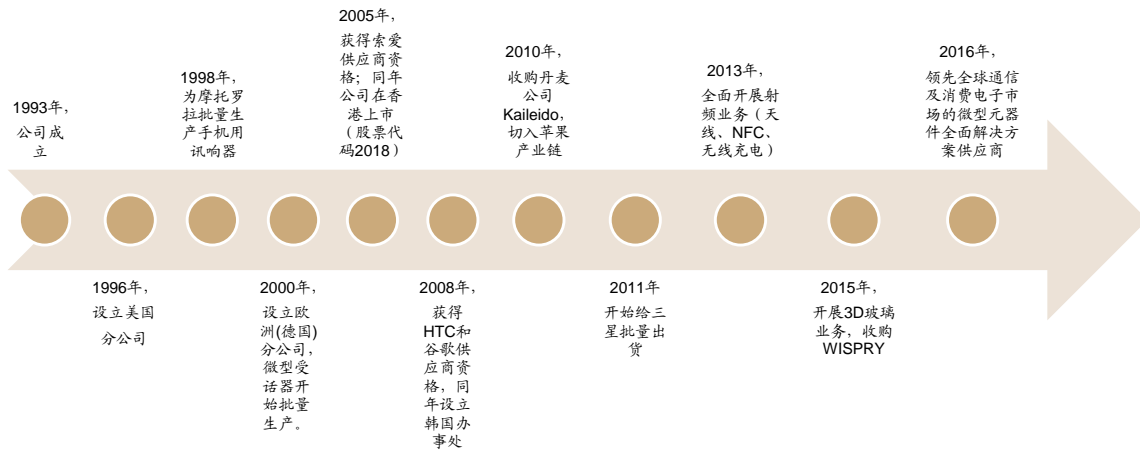 1993年，
公司成
立
1996年，
设立美国
分公司
1998年，
为摩托罗
拉批量生
产手机用
讯响器
2000年，
设立欧
洲(德国)
分公司，
微型受
话器开
始批量
生产。
2005年，
获得索爱
供应商资
格；同年
公司在香
港上市
（股票代
码2018）
2008年，
获得
HTC和
谷歌供
应商资
格，同
年设立
韩国办
事处
2010年，
收购丹麦
公司
Kaileido，
切入苹果
产业链
2011年
开始给三
星批量出
货
2013年，
全面开展射
频业务（天
线、NFC、
无线充电）
2015年，
开展3D玻璃
业务，收购
WISPRY
2016年，
领先全球通信
及消费电子市
场的微型元器
件全面解决方
案供应商